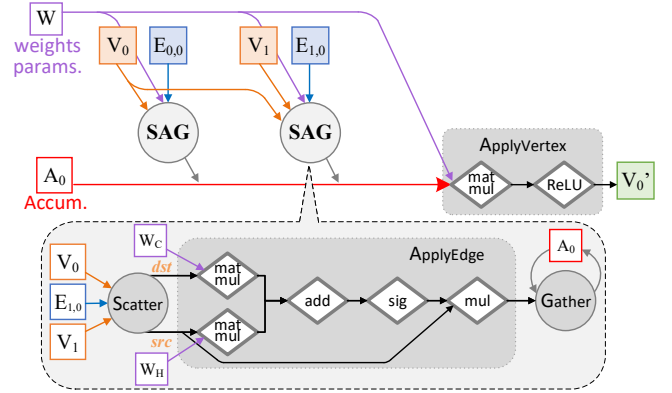 W
weights
params.
V0
E0,0
V1
E1,0
SAG
SAG
ApplyVertex
A0
Accum.
mat
mul
ReLU
V0’
WC
ApplyEdge
A0
V0
dst
mat
mul
E1,0
Scatter
add
sig
mul
Gather
V1
src
mat
mul
WH